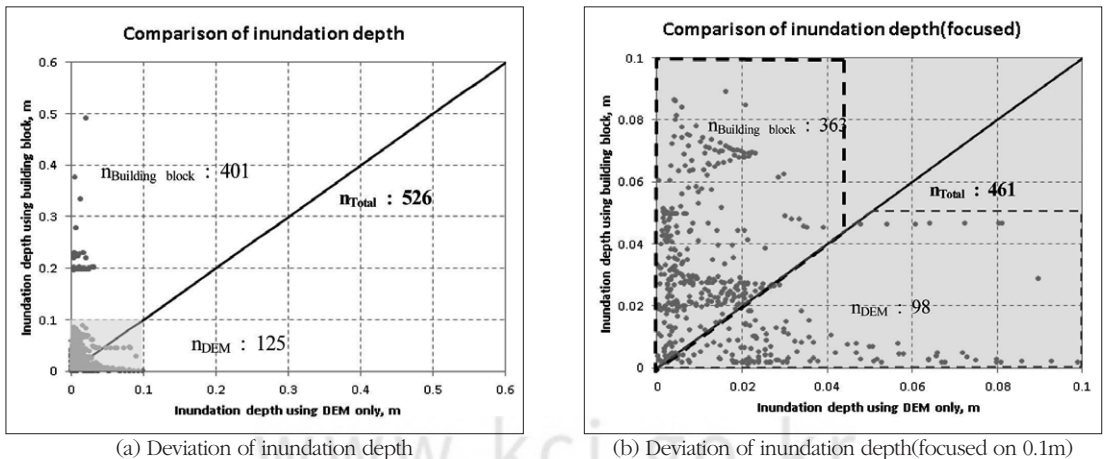 Comparison of inundation depth
Inundation depth using building block, m
0.6
0.5
0.4
0.3
0.2
0.1
0
nBuilding block : 401
nTotal : 526
nDEM : 125
0 0.1 0.2 0.3 0.4 0.5 0.6
Inundation depth using DEM only, m
(a) Deviation of inundation depth
Comparison of inundation depth(focused)
Inundation depth using building block, m
0.1
0.08
0.06
0.04
0.02
0
nBuilding block : 363
nTotal : 461
nDEM : 98
0 0.02 0.04 0.06 0.08 0.1
Inundation depth using DEM only, m
(b) Deviation of inundation depth(focused on 0.1m)